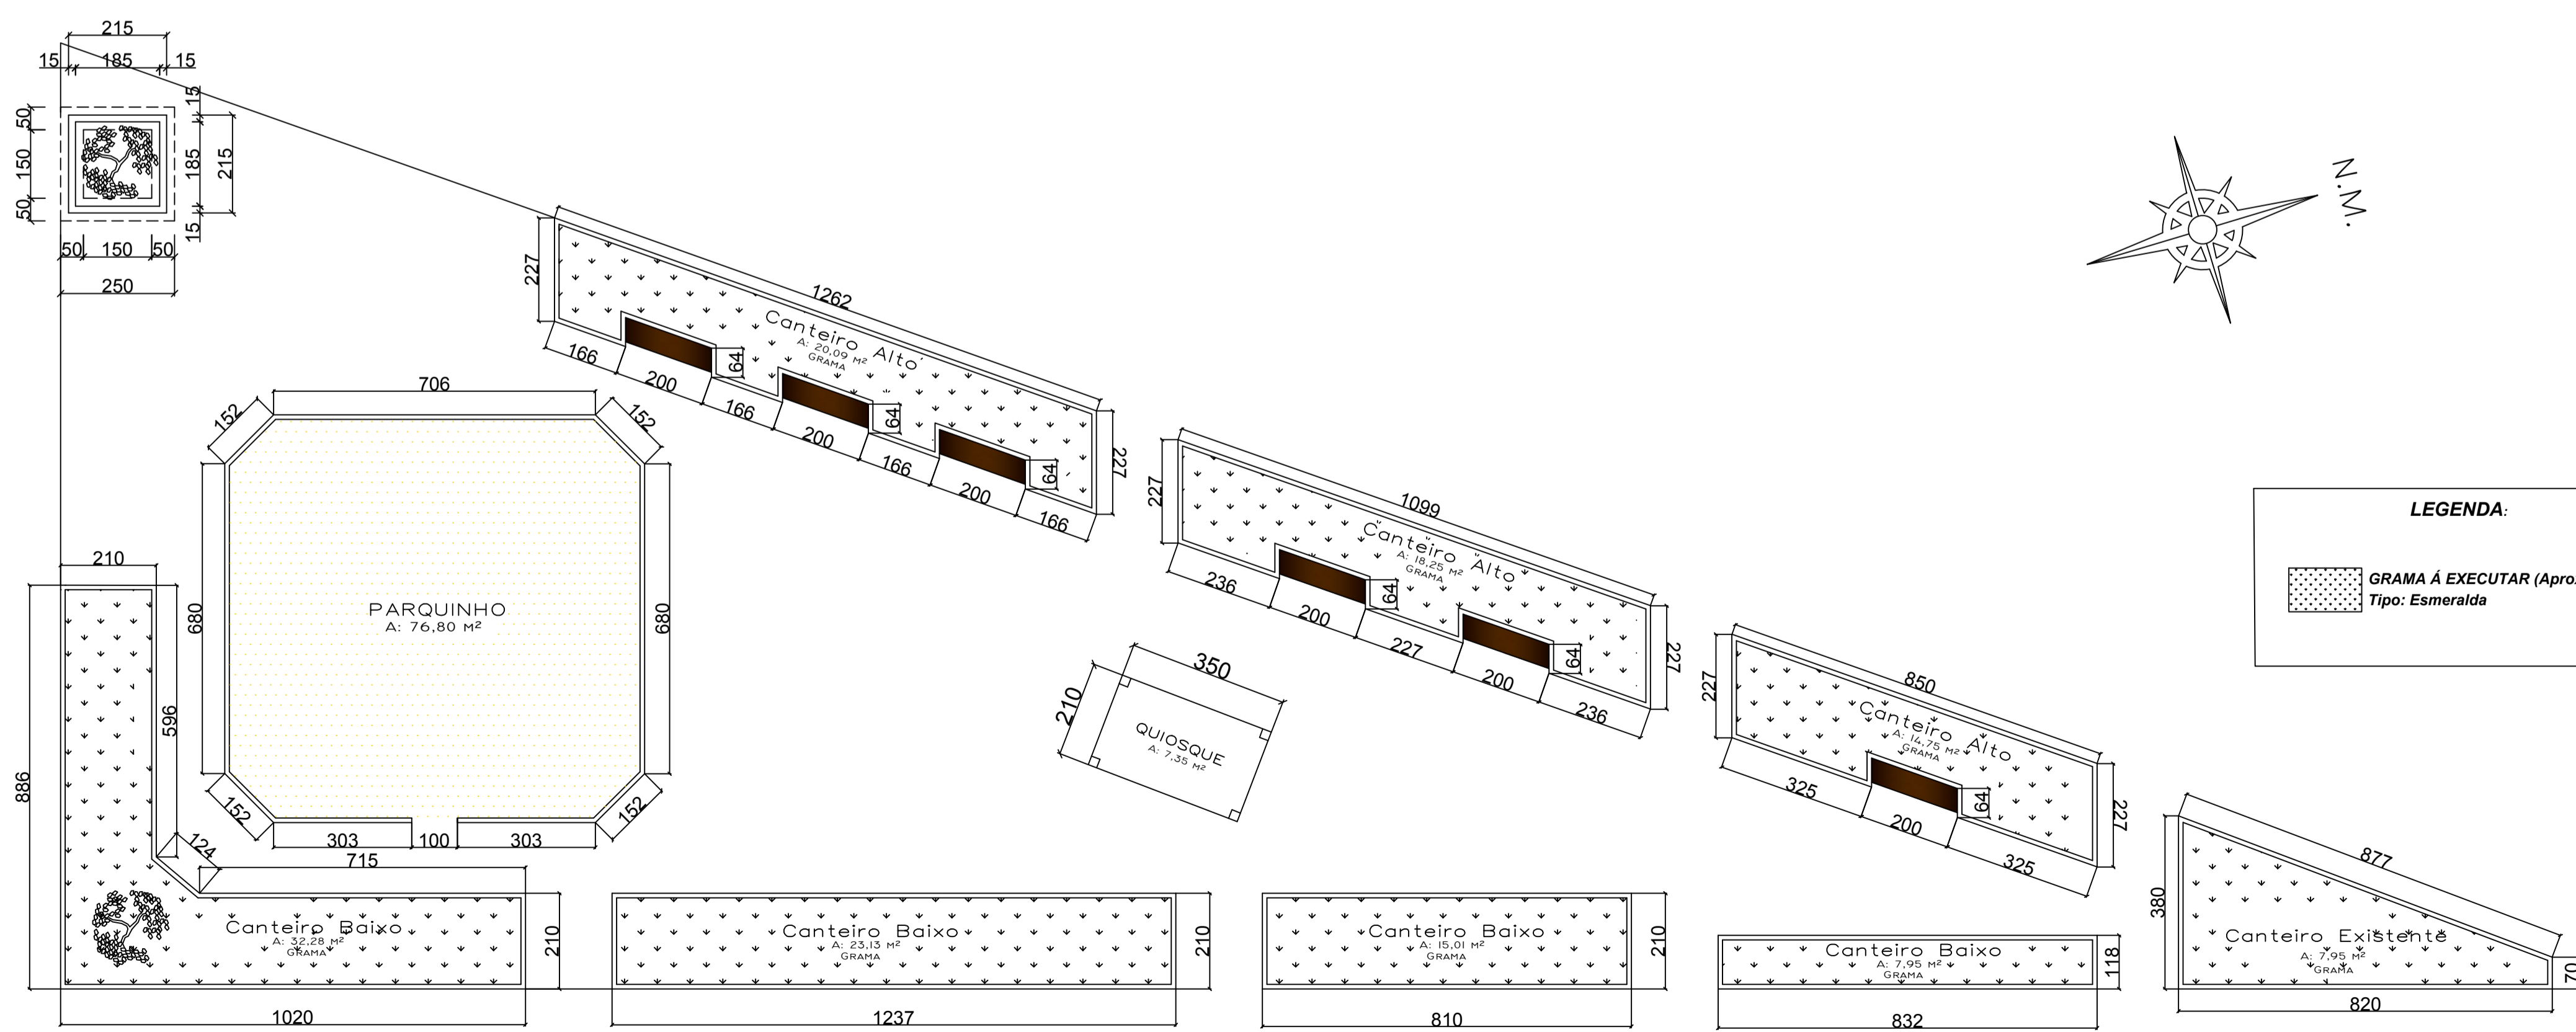 215
15 185 15
15
50
150
185
215
50
15
50 150 50
250
N.M.
227
1262
Canteiro Alto
A: 20,09 M²
GRAMA
166
200
166
200
166
200
166
64
64
64
227
706
152
152
680
680
PARQUINHO
A: 76,80 M²
152
152
303 100 303
227
1099
Canteiro Alto
A: 18,25 M²
GRAMA
236
200
227
200
236
64
64
227
350
210
QUIOSQUE
A: 7,35 M²
LEGENDA:
GRAMA Á EXECUTAR (Apro
Tipo: Esmeralda
227
850
Canteiro Alto
A: 14,75 M²
GRAMA
325
200
325
64
227
210
596
886
124
715
Canteiro Baixo
A: 32,28 M²
GRAMA
210
1020
Canteiro Baixo
A: 23,13 M²
GRAMA
210
1237
Canteiro Baixo
A: 15,01 M²
GRAMA
210
810
Canteiro Baixo
A: 7,95 M²
GRAMA
118
832
380
877
Canteiro Existente
A: 7,95 M²
GRAMA
70
820